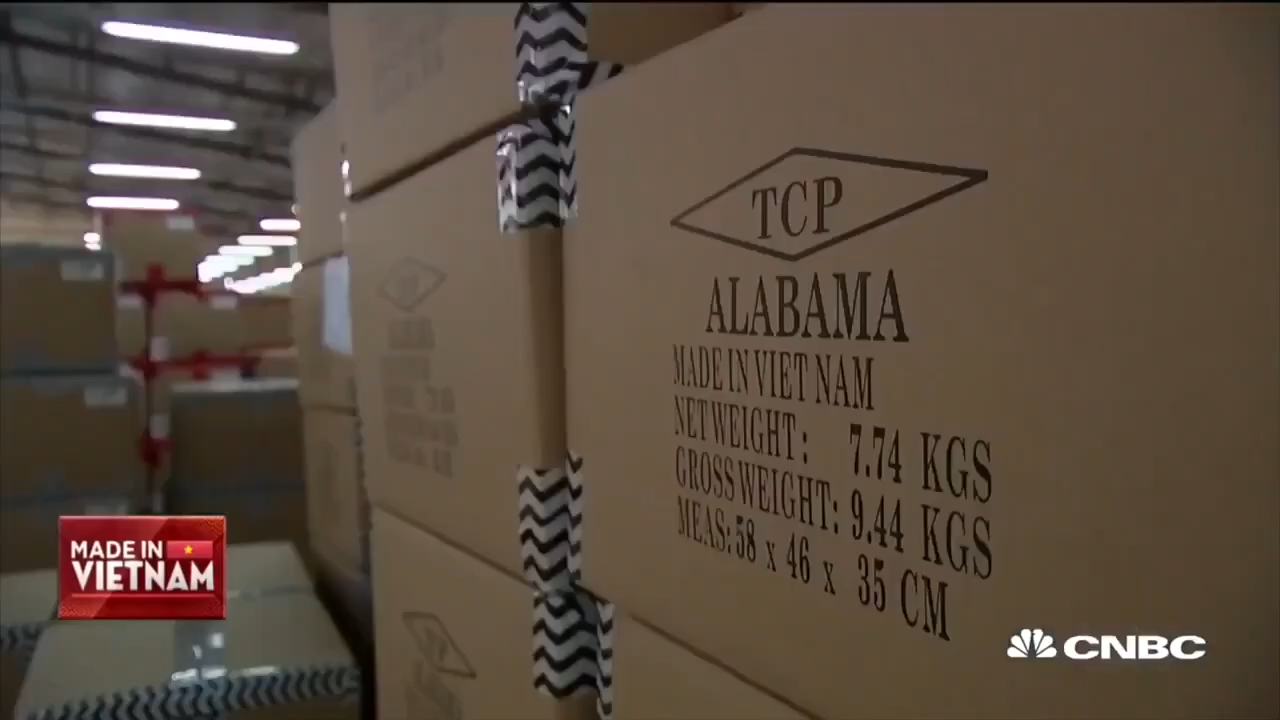 TCP
ALABAMA
MADE IN VIET NAM
NET WEIGHT: 7.74 KGS
GROSS WEIGHT: 9.44 KGS
MEAS: 58 x 46 x 35 CM
MADE IN
VIETNAM
CNBC